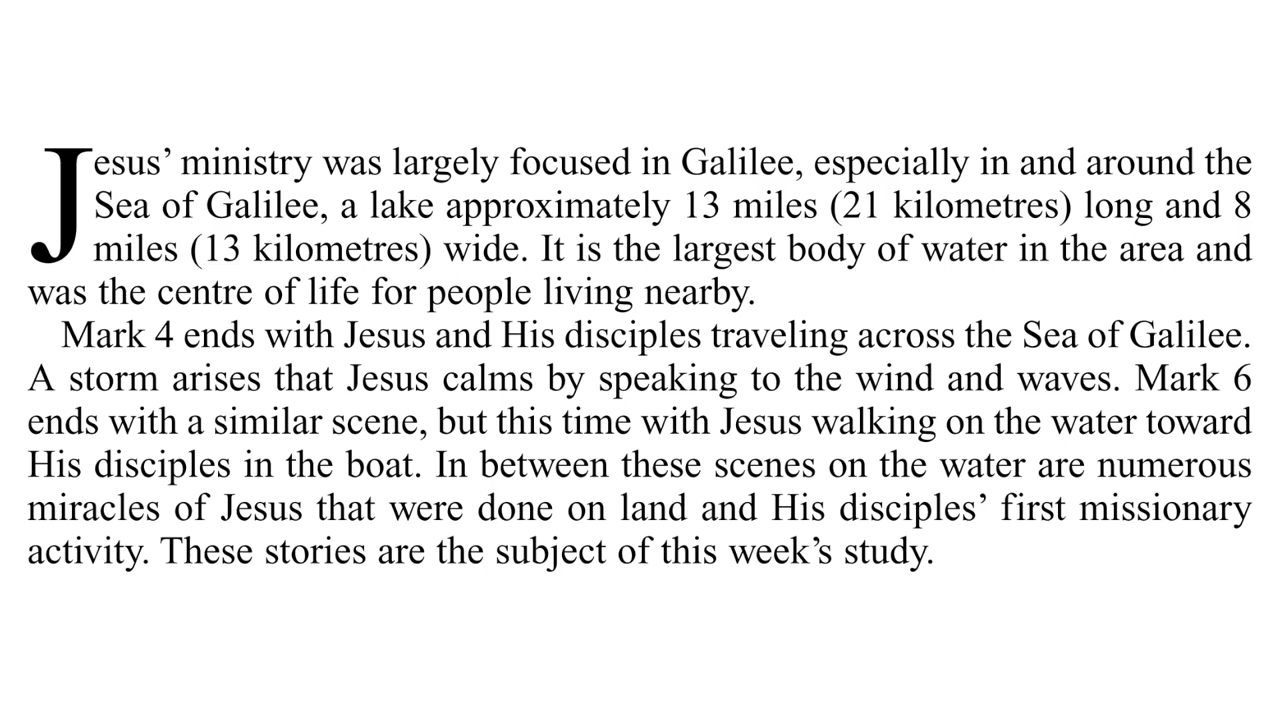 Jesus’ ministry was largely focused in Galilee, especially in and around the
Sea of Galilee, a lake approximately 13 miles (21 kilometres) long and 8
miles (13 kilometres) wide. It is the largest body of water in the area and
was the centre of life for people living nearby.
Mark 4 ends with Jesus and His disciples traveling across the Sea of Galilee.
A storm arises that Jesus calms by speaking to the wind and waves. Mark 6
ends with a similar scene, but this time with Jesus walking on the water toward
His disciples in the boat. In between these scenes on the water are numerous
miracles of Jesus that were done on land and His disciples’ first missionary
activity. These stories are the subject of this week’s study.